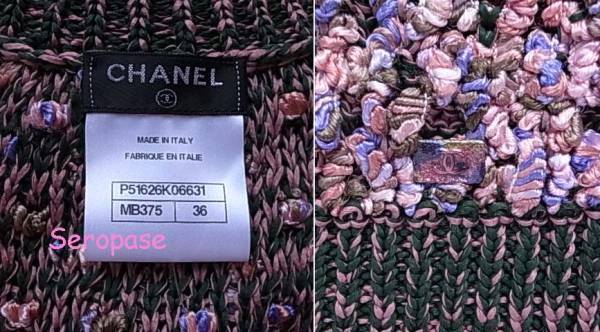 CHANEL
MADE IN ITALY
FABRIQUE EN ITALIE
P51626K06631
MB375 36
Seropase